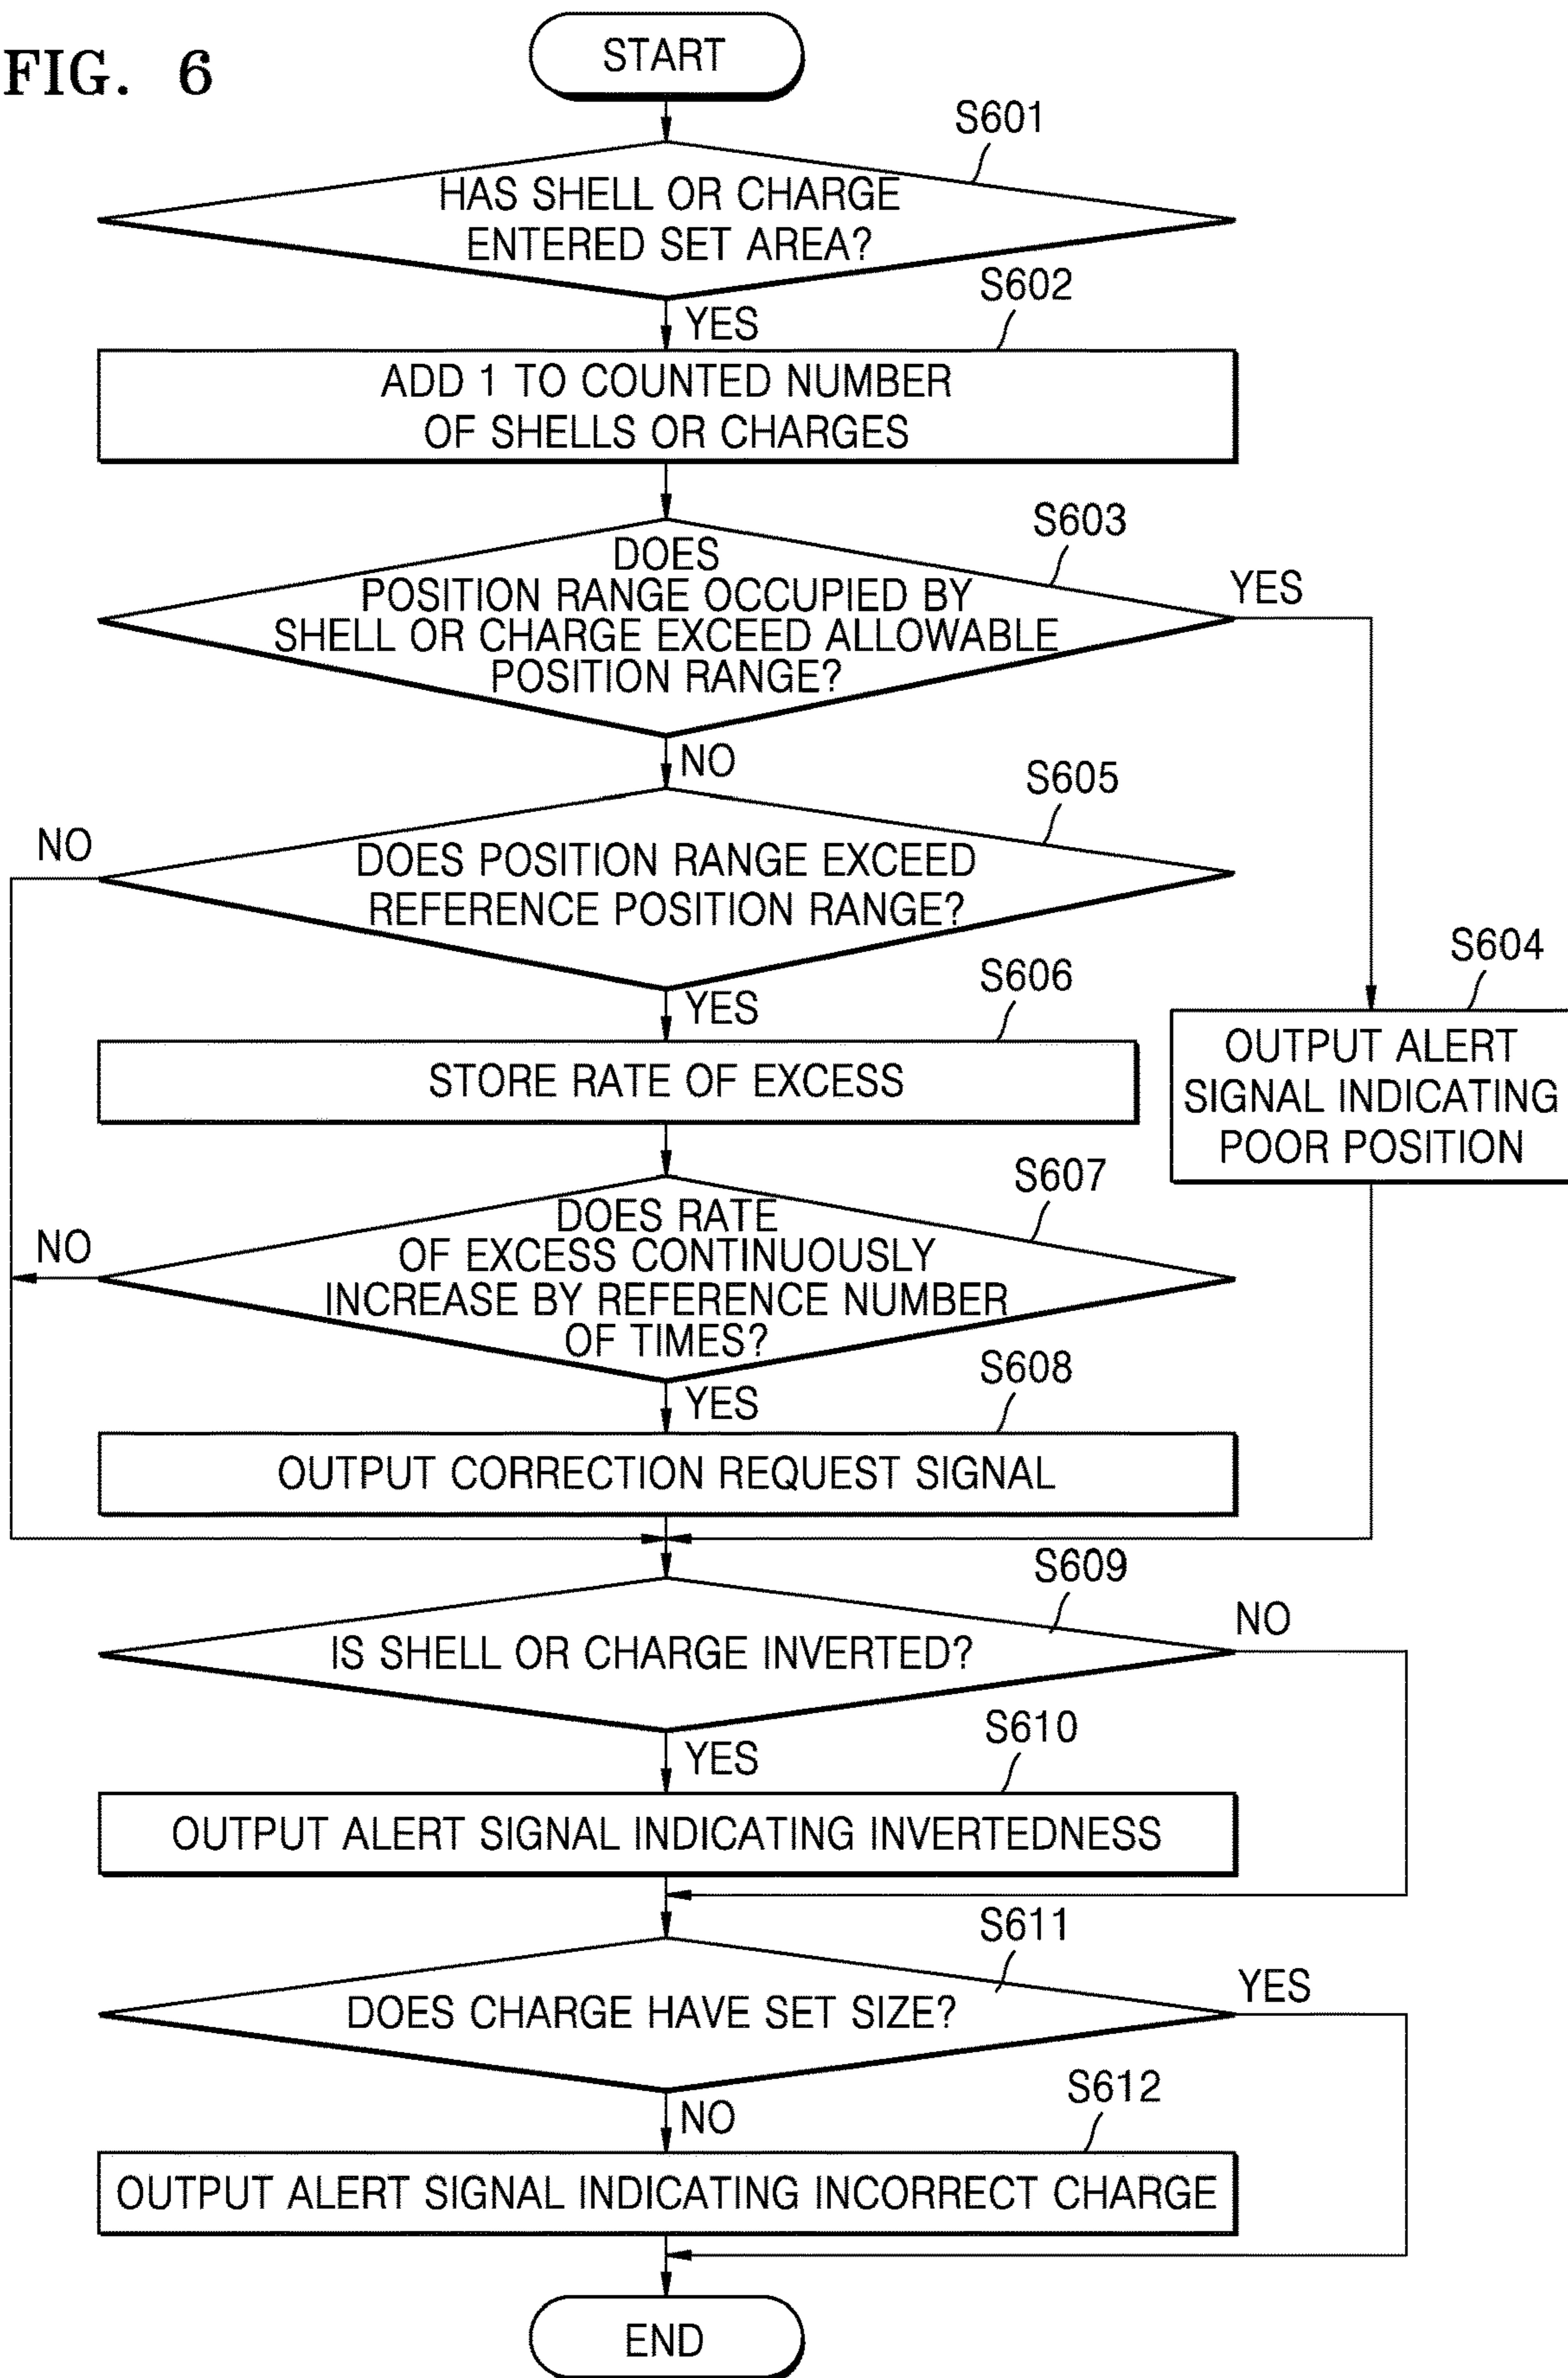 FIG. 6
START
S601
HAS SHELL OR CHARGE
ENTERED SET AREA?
YES
S602
ADD 1 TO COUNTED NUMBER
OF SHELLS OR CHARGES
S603
DOES
POSITION RANGE OCCUPIED BY
SHELL OR CHARGE EXCEED ALLOWABLE
POSITION RANGE?
YES
NO
S605
NO
DOES POSITION RANGE EXCEED
REFERENCE POSITION RANGE?
S604
OUTPUT ALERT
SIGNAL INDICATING
POOR POSITION
YES
S606
STORE RATE OF EXCESS
S607
NO
DOES RATE
OF EXCESS CONTINUOUSLY
INCREASE BY REFERENCE NUMBER
OF TIMES?
YES
S608
OUTPUT CORRECTION REQUEST SIGNAL
S609
IS SHELL OR CHARGE INVERTED?
NO
YES
S610
OUTPUT ALERT SIGNAL INDICATING INVERTEDNESS
S611
DOES CHARGE HAVE SET SIZE?
YES
NO
S612
OUTPUT ALERT SIGNAL INDICATING INCORRECT CHARGE
END